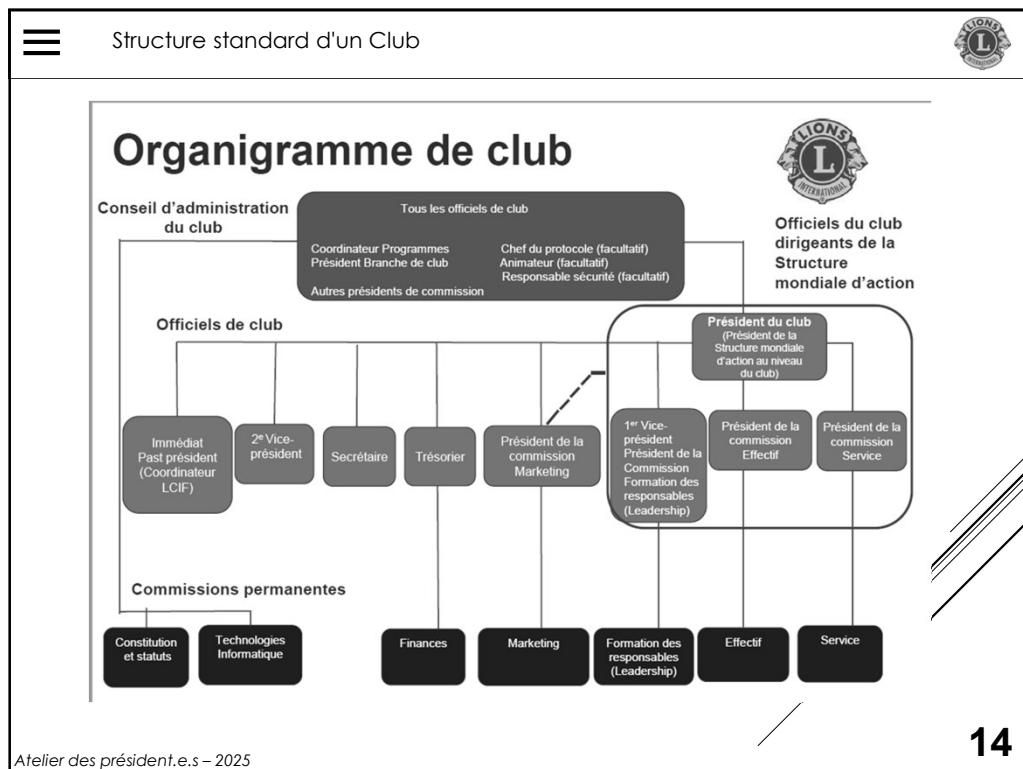 Structure standard d'un Club
LIONS
L
INTERNATIONAL
Organigramme de club
LIONS
L
INTERNATIONAL
Conseil d'administration
du club
Tous les officiels de club
Coordinateur Programmes
Président Branche de club
Autres présidents de commission
Chef du protocole (facultatif)
Animateur (facultatif)
Responsable sécurité (facultatif)
Officiels du club
dirigeants de la
Structure
mondiale d'action
Officiels de club
Président du club
(Président de la
Structure mondiale
d'action au niveau
du club)
Immédiat
Past président
(Coordinateur
LCIF)
2e Vice-
président
Secrétaire
Trésorier
Président de la
commission
Marketing
1er Vice-
président
Président de la
Commission
Formation des
responsables
(Leadership)
Président de la
commission
Effectif
Président de la
commission
Service
Commissions permanentes
Constitution
et statuts
Technologies
Informatique
Finances
Marketing
Formation des
responsables
(Leadership)
Effectif
Service
Atelier des président.e.s – 2025
14